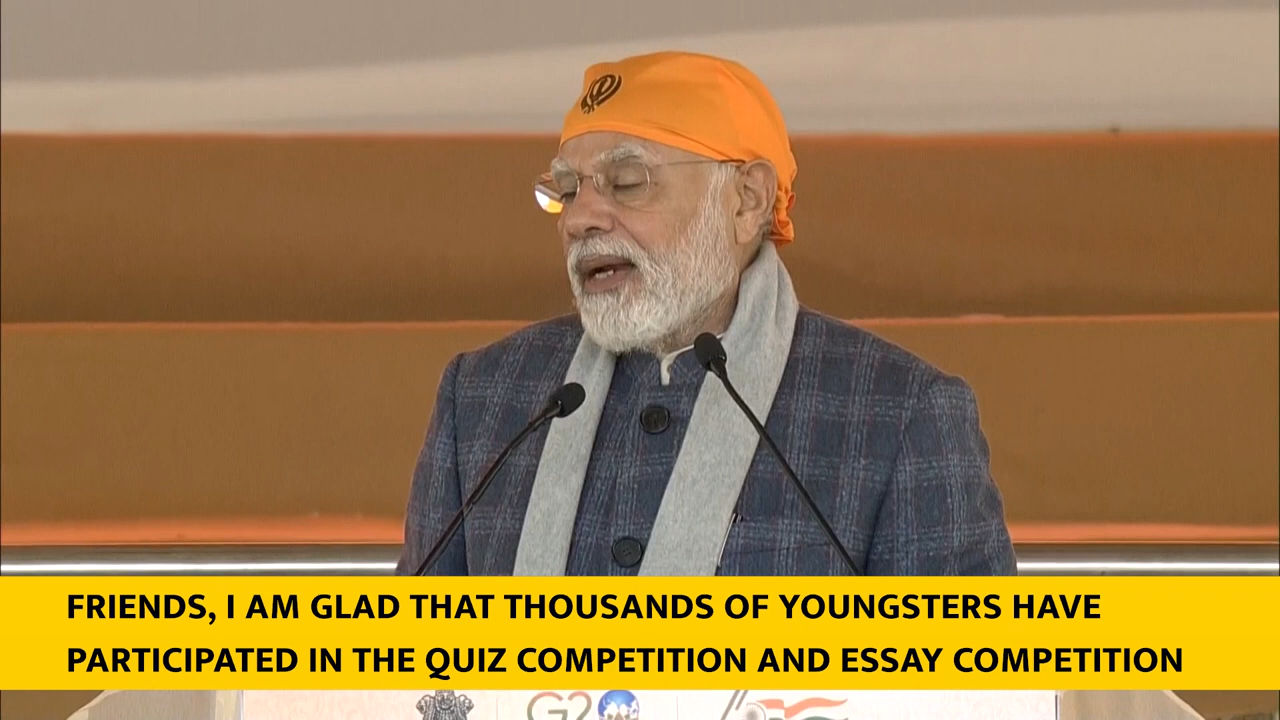 FRIENDS, I AM GLAD THAT THOUSANDS OF YOUNGSTERS HAVE
PARTICIPATED IN THE QUIZ COMPETITION AND ESSAY COMPETITION